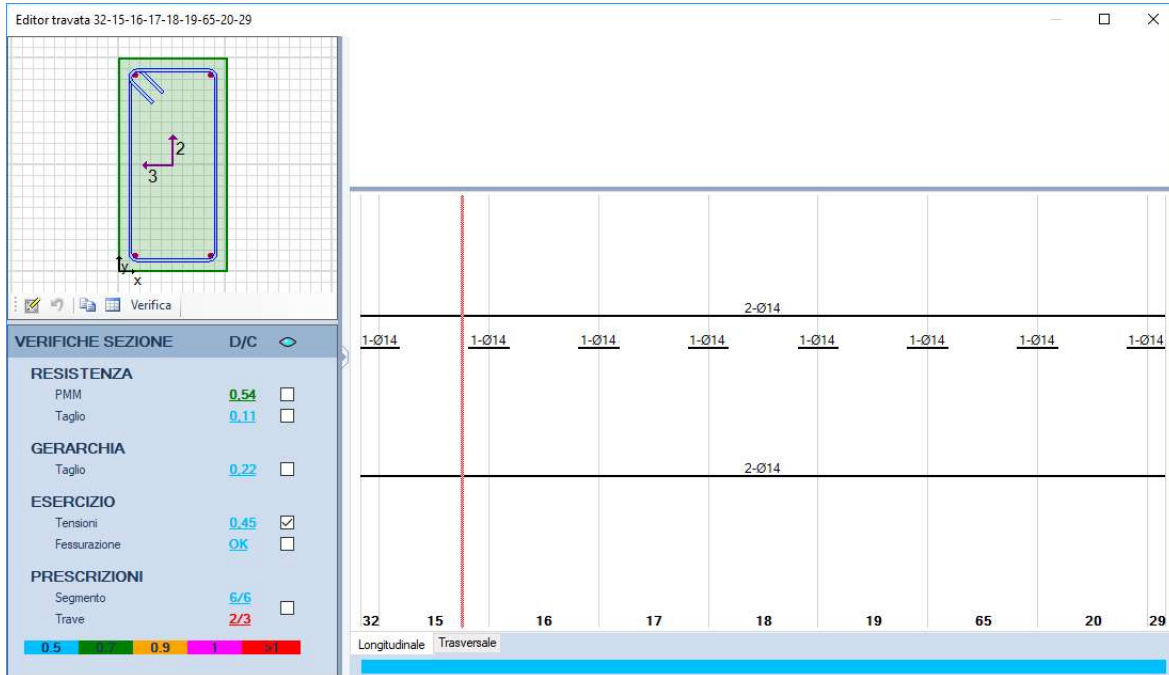 Editor travata 32-15-16-17-18-19-65-20-29
2
3
y
x
Verifica
VERIFICHE SEZIONE D/C
RESISTENZA
PMM 0,54
Taglio 0,11
GERARCHIA
Taglio 0,22
ESERCIZIO
Tensioni 0,45
Fessurazione OK
PRESCRIZIONI
Segmento 6/6
Trave 2/3
0.5 0.7 0.9 1 >1
2-Ø14
1-Ø14 1-Ø14 1-Ø14 1-Ø14 1-Ø14 1-Ø14 1-Ø14 1-Ø14
2-Ø14
32 15 16 17 18 19 65 20 29
Longitudinale Trasversale